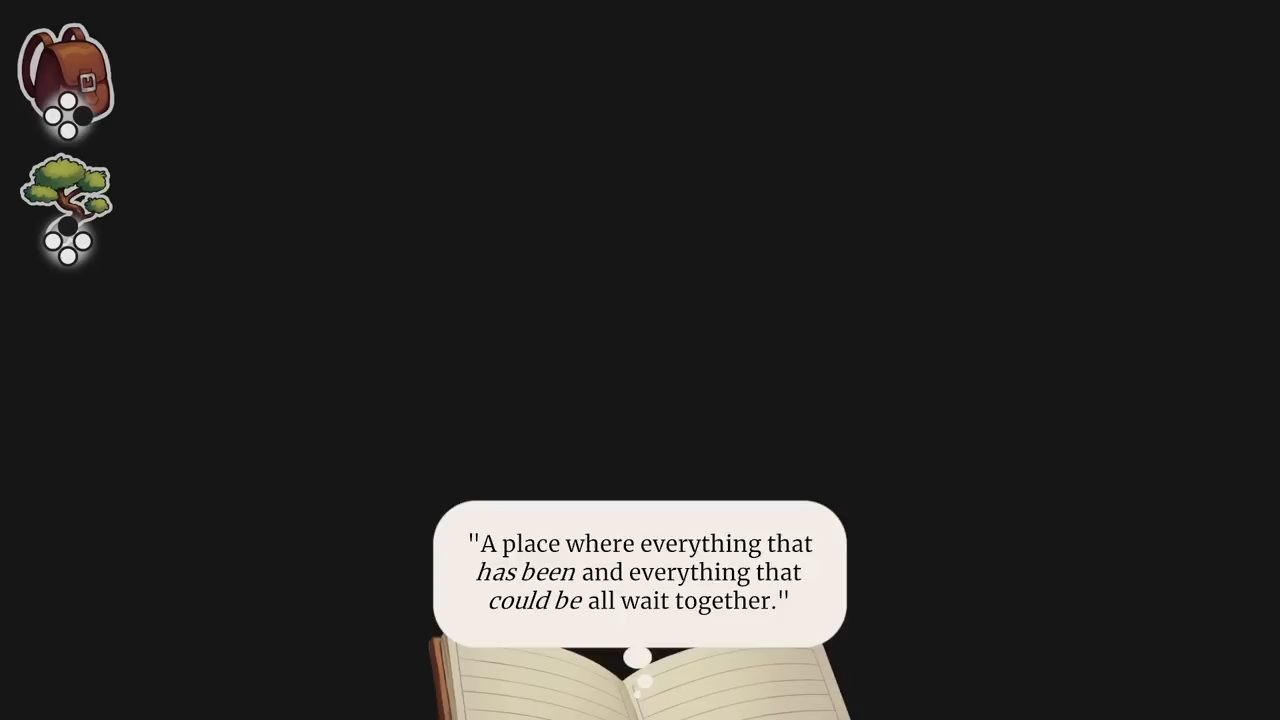 "A place where everything that
has been and everything that
could be all wait together."